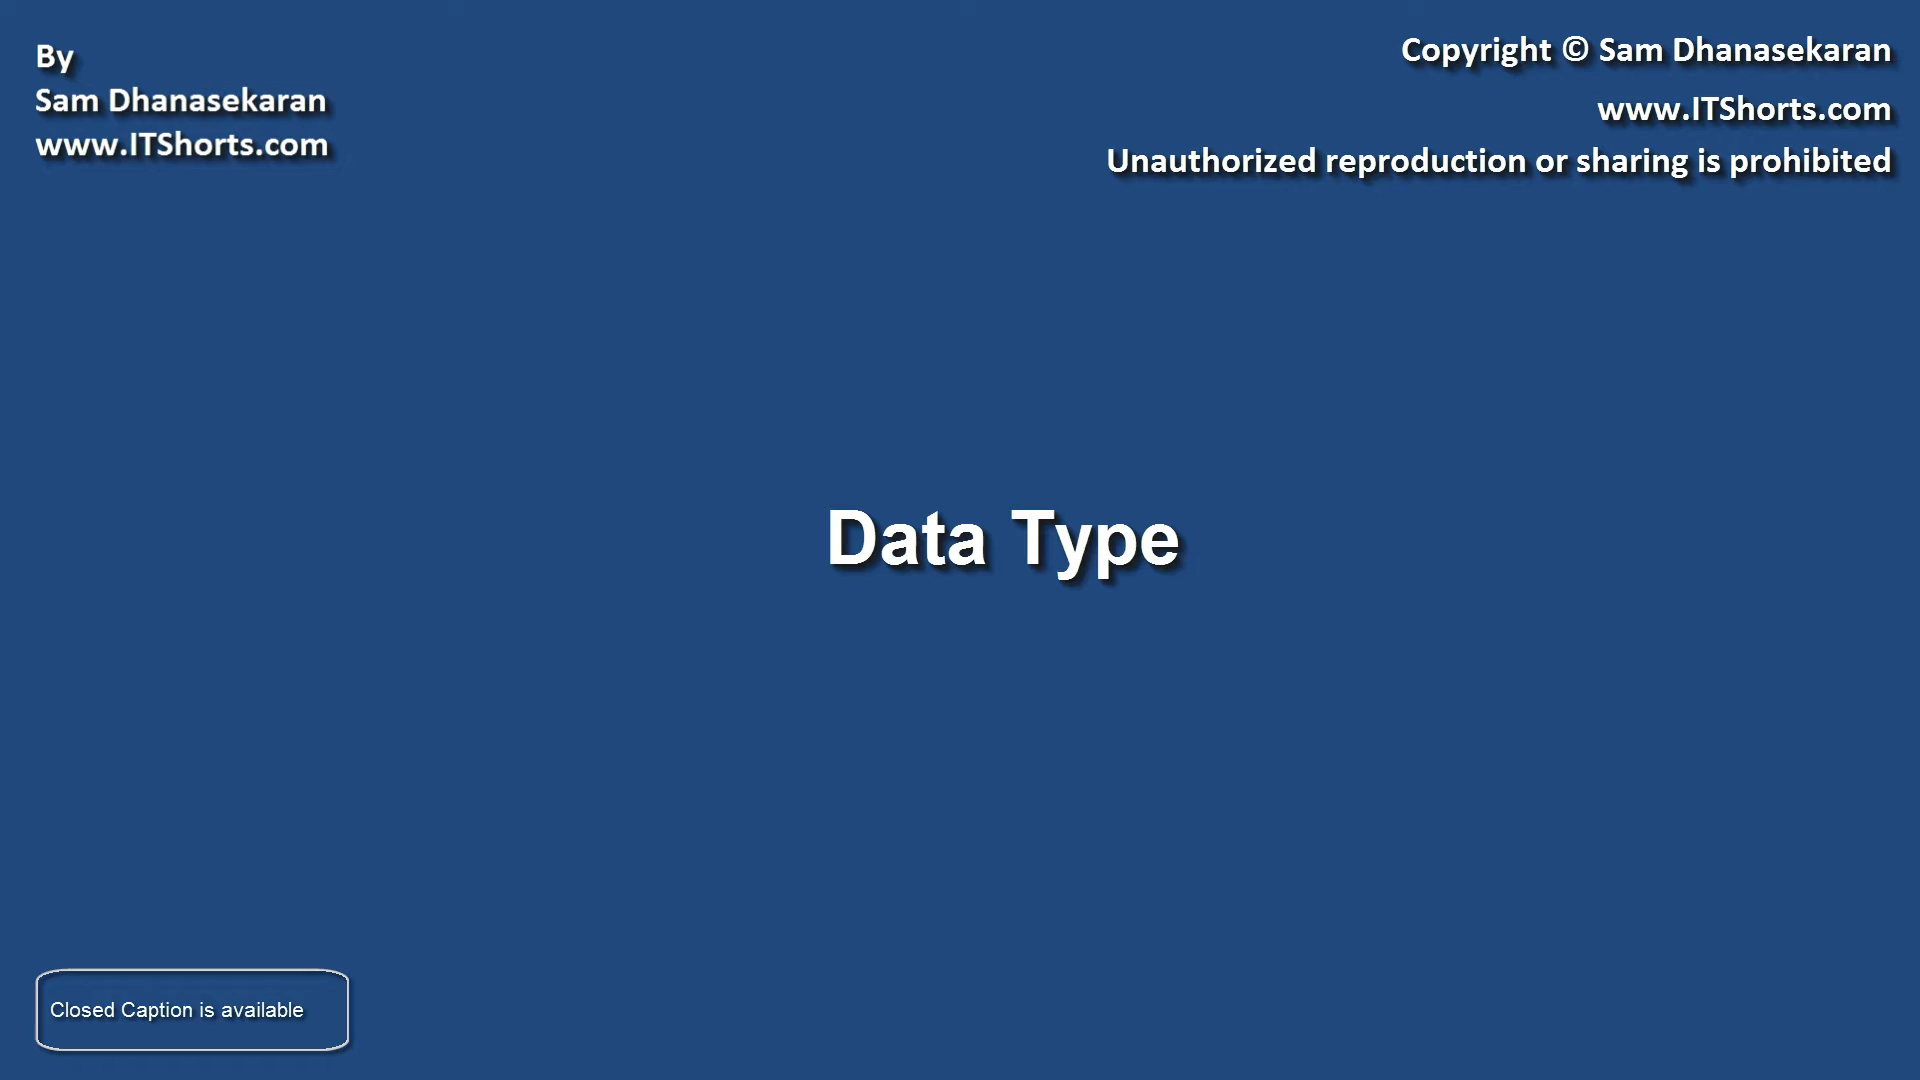 By
Sam Dhanasekaran
www.ITShorts.com
Copyright © Sam Dhanasekaran
www.ITShorts.com
Unauthorized reproduction or sharing is prohibited
Data Type
Closed Caption is available